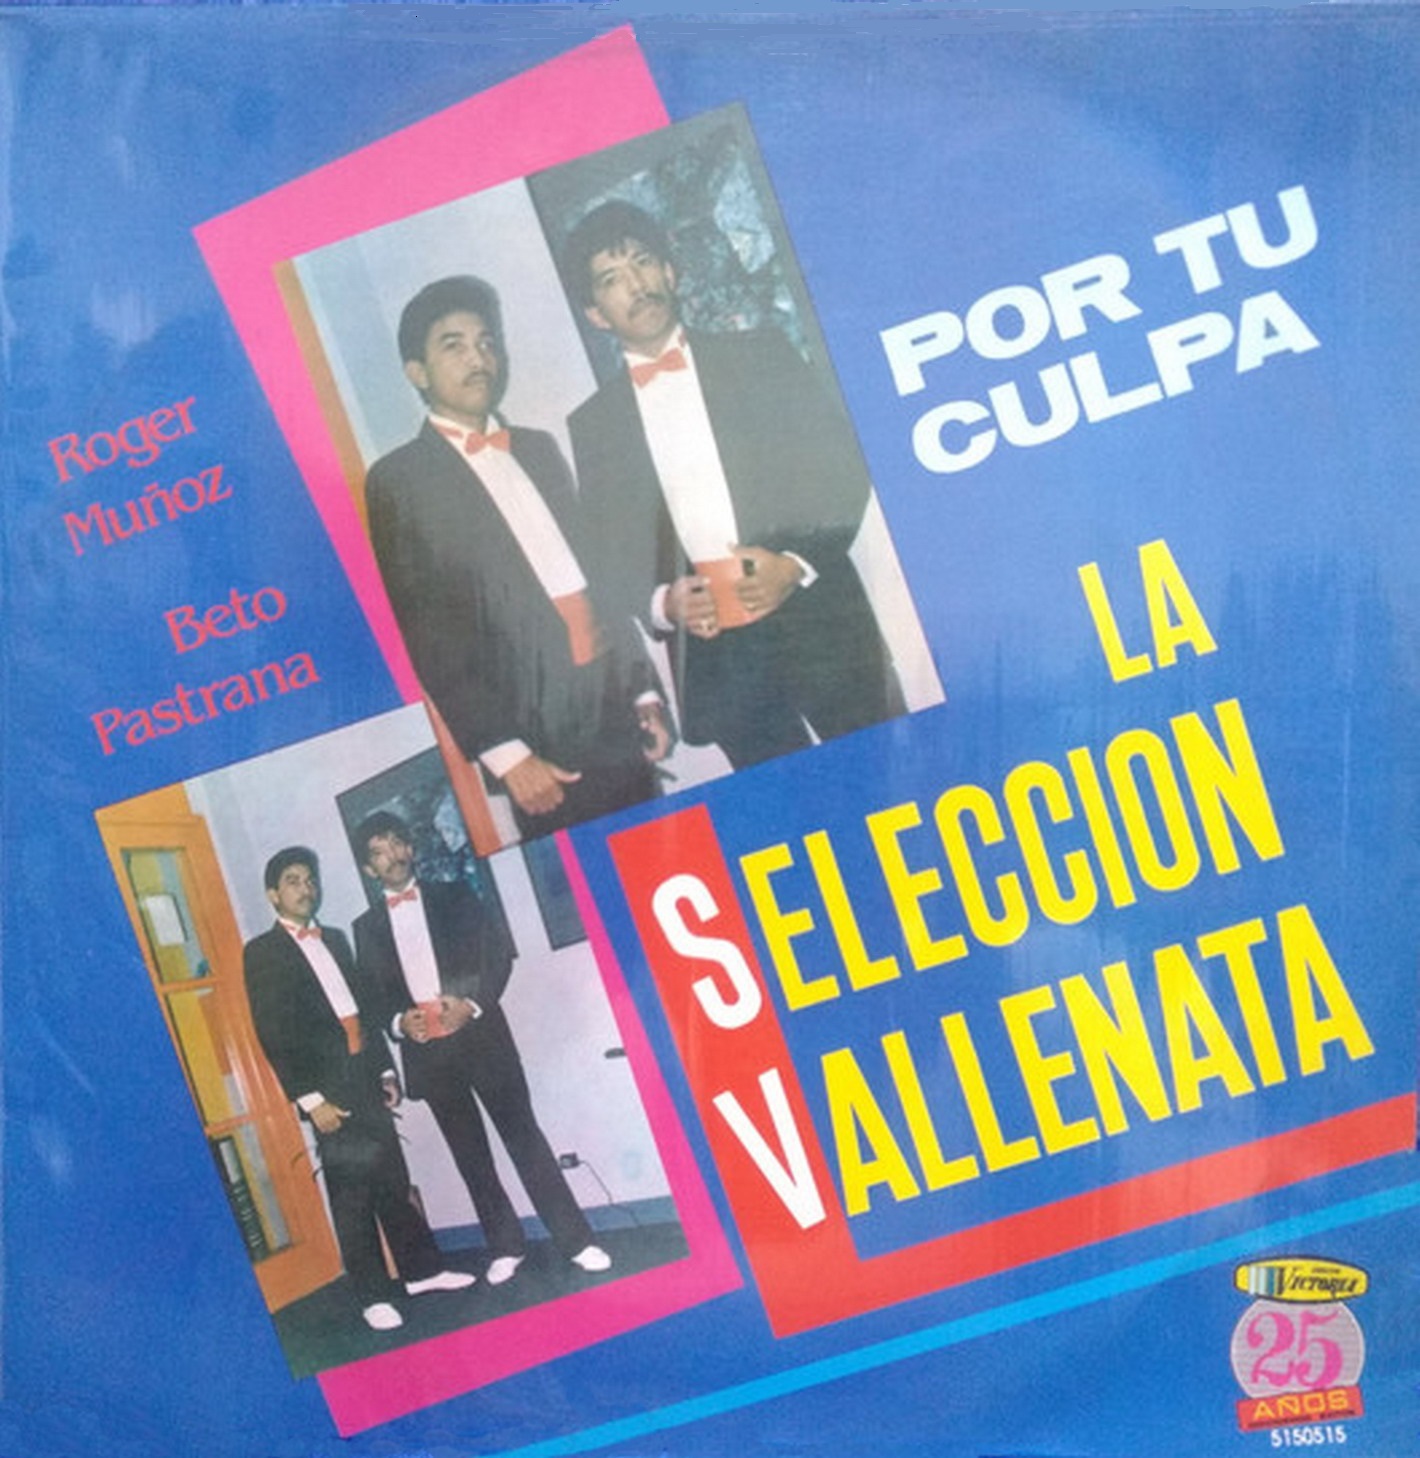 POR TU
CULPA
Roger
Muñoz
Beto
Pastrana
LA
SELECCION
VALLENATA
VICTORIA
25
AÑOS
5150515